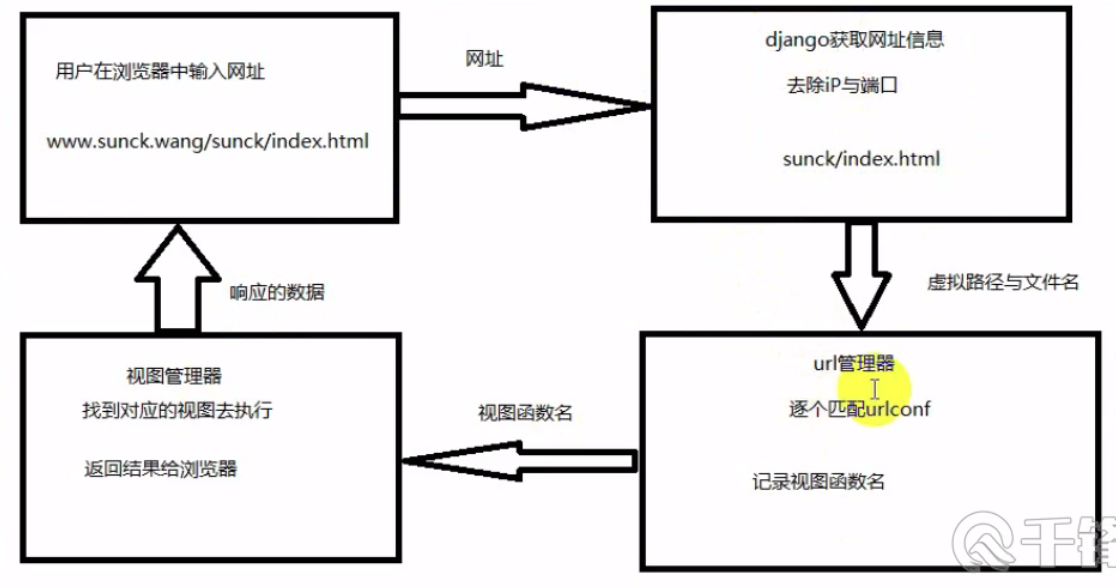 用户在浏览器中输入网址
www.sunck.wang/sunck/index.html
网址
django获取网址信息
去除iP与端口
sunck/index.html
虚拟路径与文件名
url管理器
逐个匹配urlconf
记录视图函数名
视图函数名
视图管理器
找到对应的视图去执行
返回结果给浏览器
响应的数据
千锋